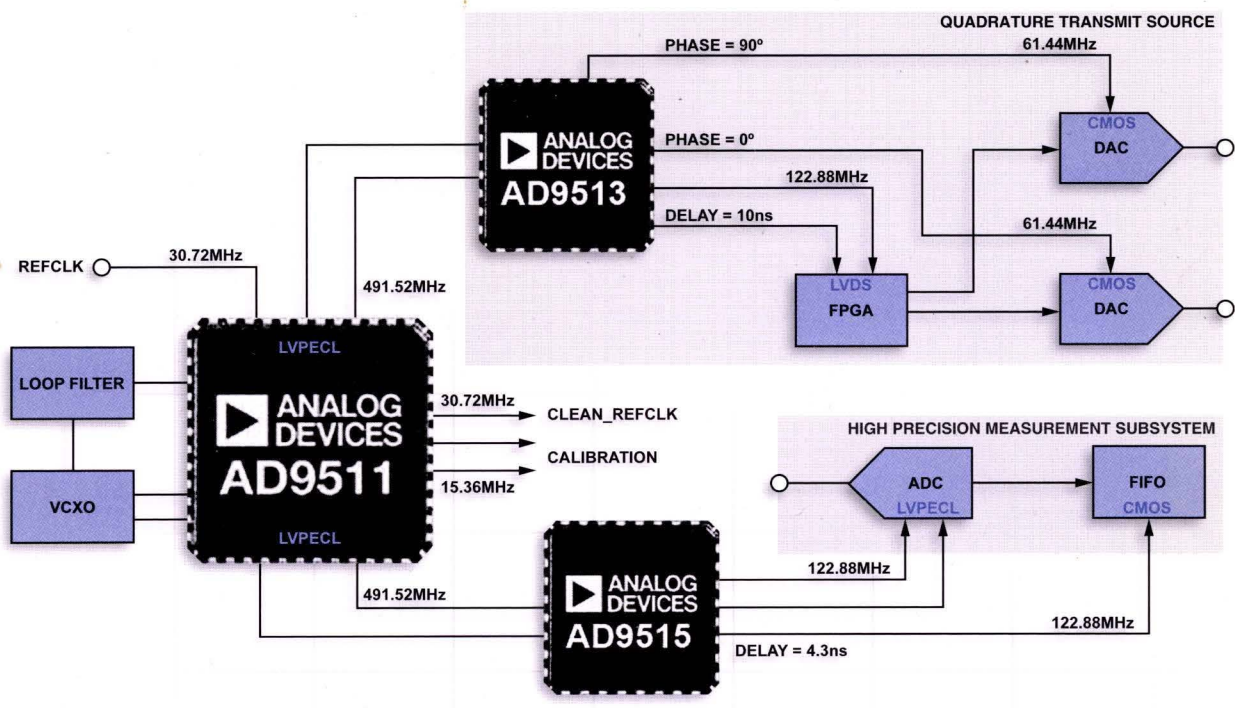 QUADRATURE TRANSMIT SOURCE
PHASE = 90º
61.44MHz
ANALOG
DEVICES
AD9513
CMOS
DAC
PHASE = 0º
122.88MHz
DELAY = 10ns
61.44MHz
LVDS
FPGA
CMOS
DAC
REFCLK
30.72MHz
491.52MHz
LVPECL
LOOP FILTER
ANALOG
DEVICES
AD9511
30.72MHz
CLEAN_REFCLK
CALIBRATION
15.36MHz
VCXO
LVPECL
HIGH PRECISION MEASUREMENT SUBSYSTEM
ADC
LVPECL
FIFO
CMOS
491.52MHz
ANALOG
DEVICES
AD9515
122.88MHz
122.88MHz
DELAY = 4.3ns